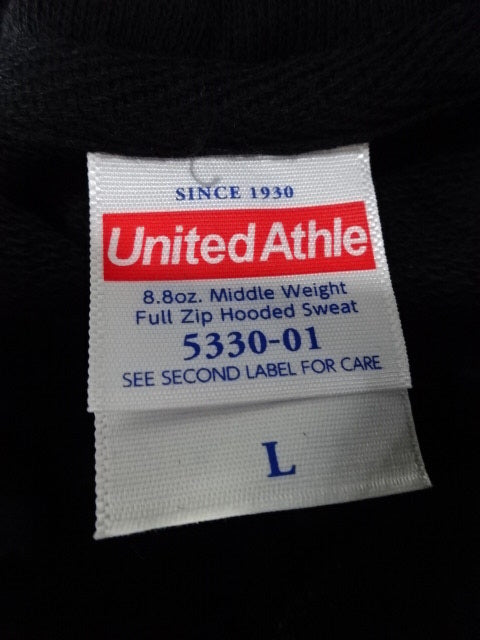 SINCE 1930
United Athle
8.8oz. Middle Weight
Full Zip Hooded Sweat
5330-01
SEE SECOND LABEL FOR CARE
L